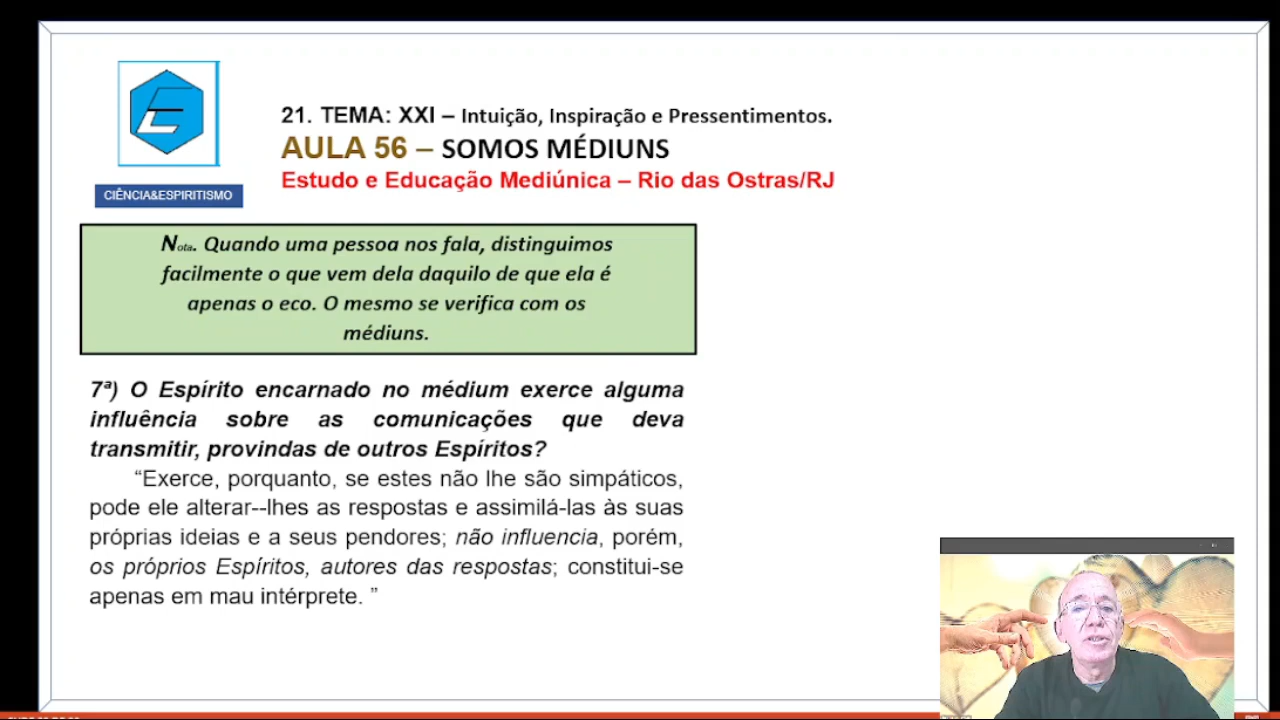 21. TEMA: XXI – Intuição, Inspiração e Pressentimentos.
AULA 56 – SOMOS MÉDIUNS
Estudo e Educação Mediúnica – Rio das Ostras/RJ
CIÊNCIA&ESPIRITISMO
Nota. Quando uma pessoa nos fala, distinguimos
facilmente o que vem dela daquilo de que ela é
apenas o eco. O mesmo se verifica com os
médiuns.
7ª) O Espírito encarnado no médium exerce alguma
influência sobre as comunicações que deva
transmitir, provindas de outros Espíritos?
“Exerce, porquanto, se estes não lhe são simpáticos,
pode ele alterar--lhes as respostas e assimilá-las às suas
próprias ideias e a seus pendores; não influencia, porém,
os próprios Espíritos, autores das respostas; constitui-se
apenas em mau intérprete. ”